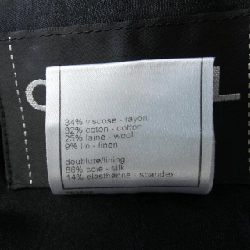 C L
34% viscose - rayon
32% coton - cotton
25% laine - wool
9% lin - linen
doublure/lining
86% soie - silk
14% elasthanne - spandex